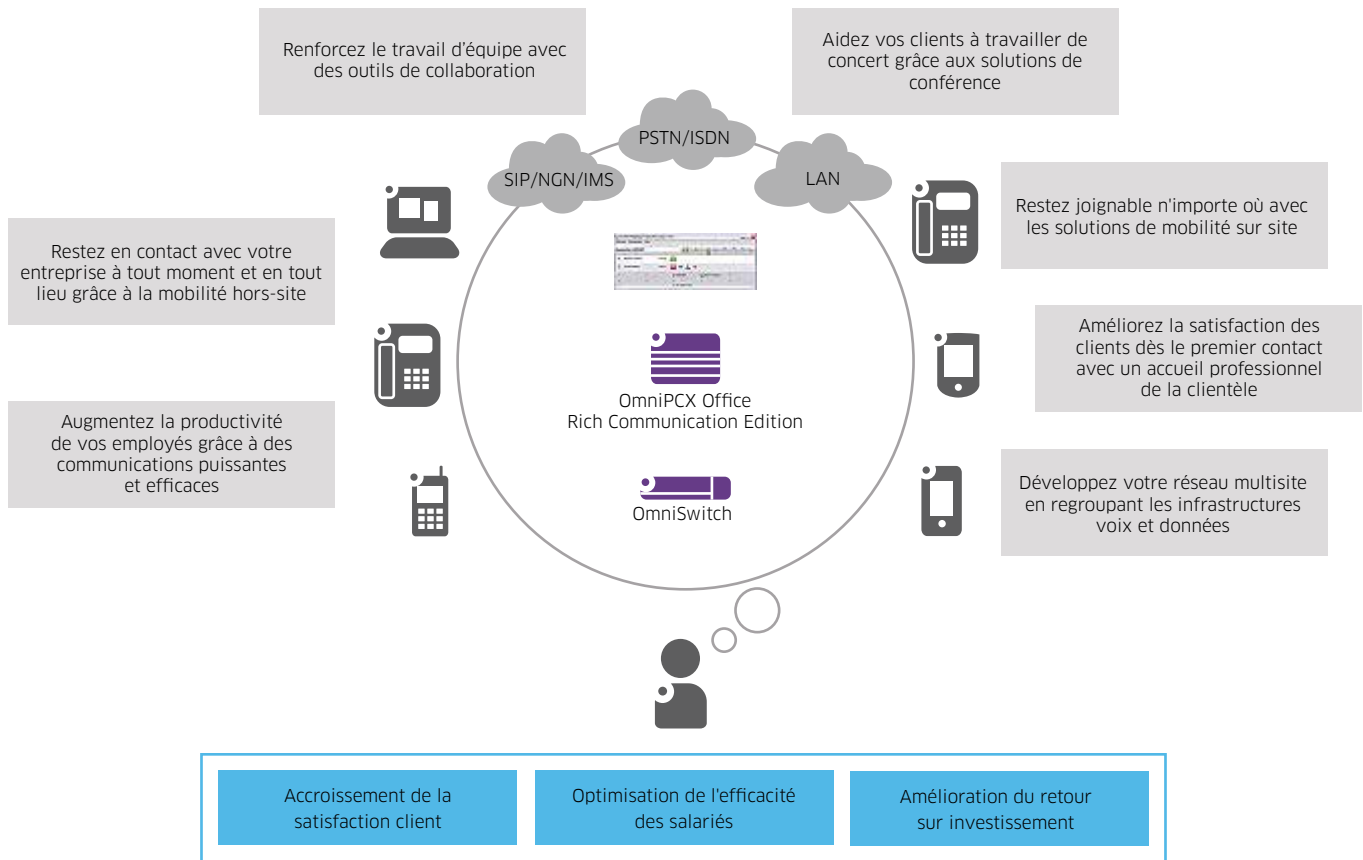 Renforcez le travail d'équipe avec
des outils de collaboration
Aidez vos clients à travailler de
concert grâce aux solutions de
conférence
PSTN/ISDN
SIP/NGN/IMS
LAN
Restez en contact avec votre
entreprise à tout moment et en tout
lieu grâce à la mobilité hors-site
Restez joignable n'importe où avec
les solutions de mobilité sur site
Améliorez la satisfaction des
clients dès le premier contact
avec un accueil professionnel
de la clientèle
OmniPCX Office
Rich Communication Edition
Augmentez la productivité
de vos employés grâce à des
communications puissantes
et efficaces
OmniSwitch
Développez votre réseau multisite
en regroupant les infrastructures
voix et données
Accroissement de la
satisfaction client
Optimisation de l'efficacité
des salariés
Amélioration du retour
sur investissement